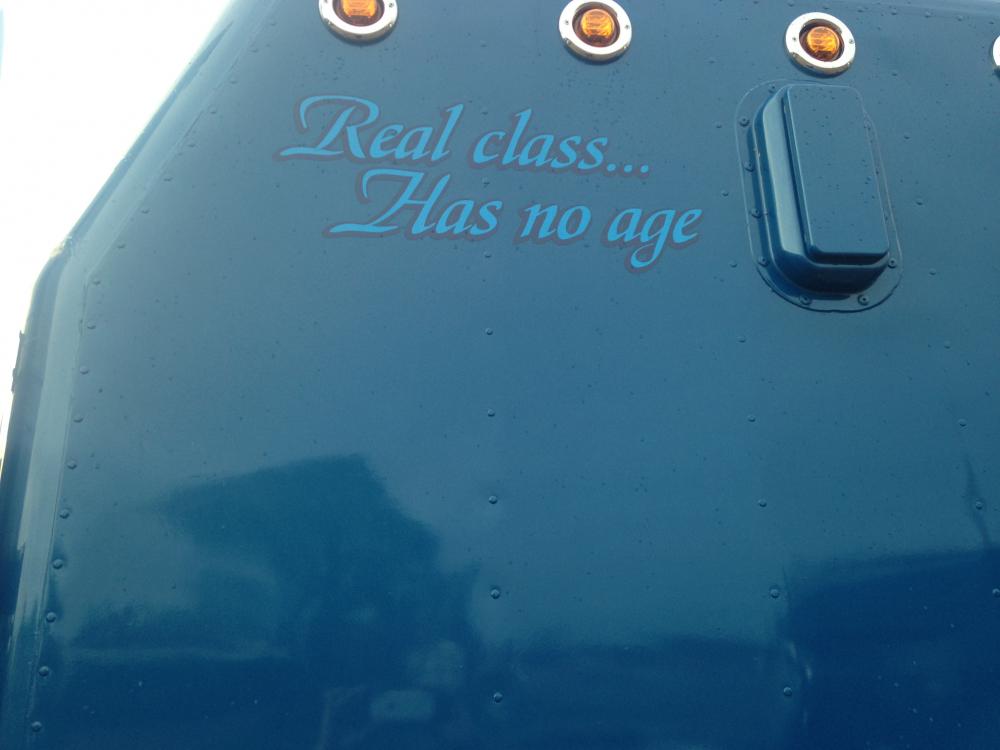 Real class...
Has no age